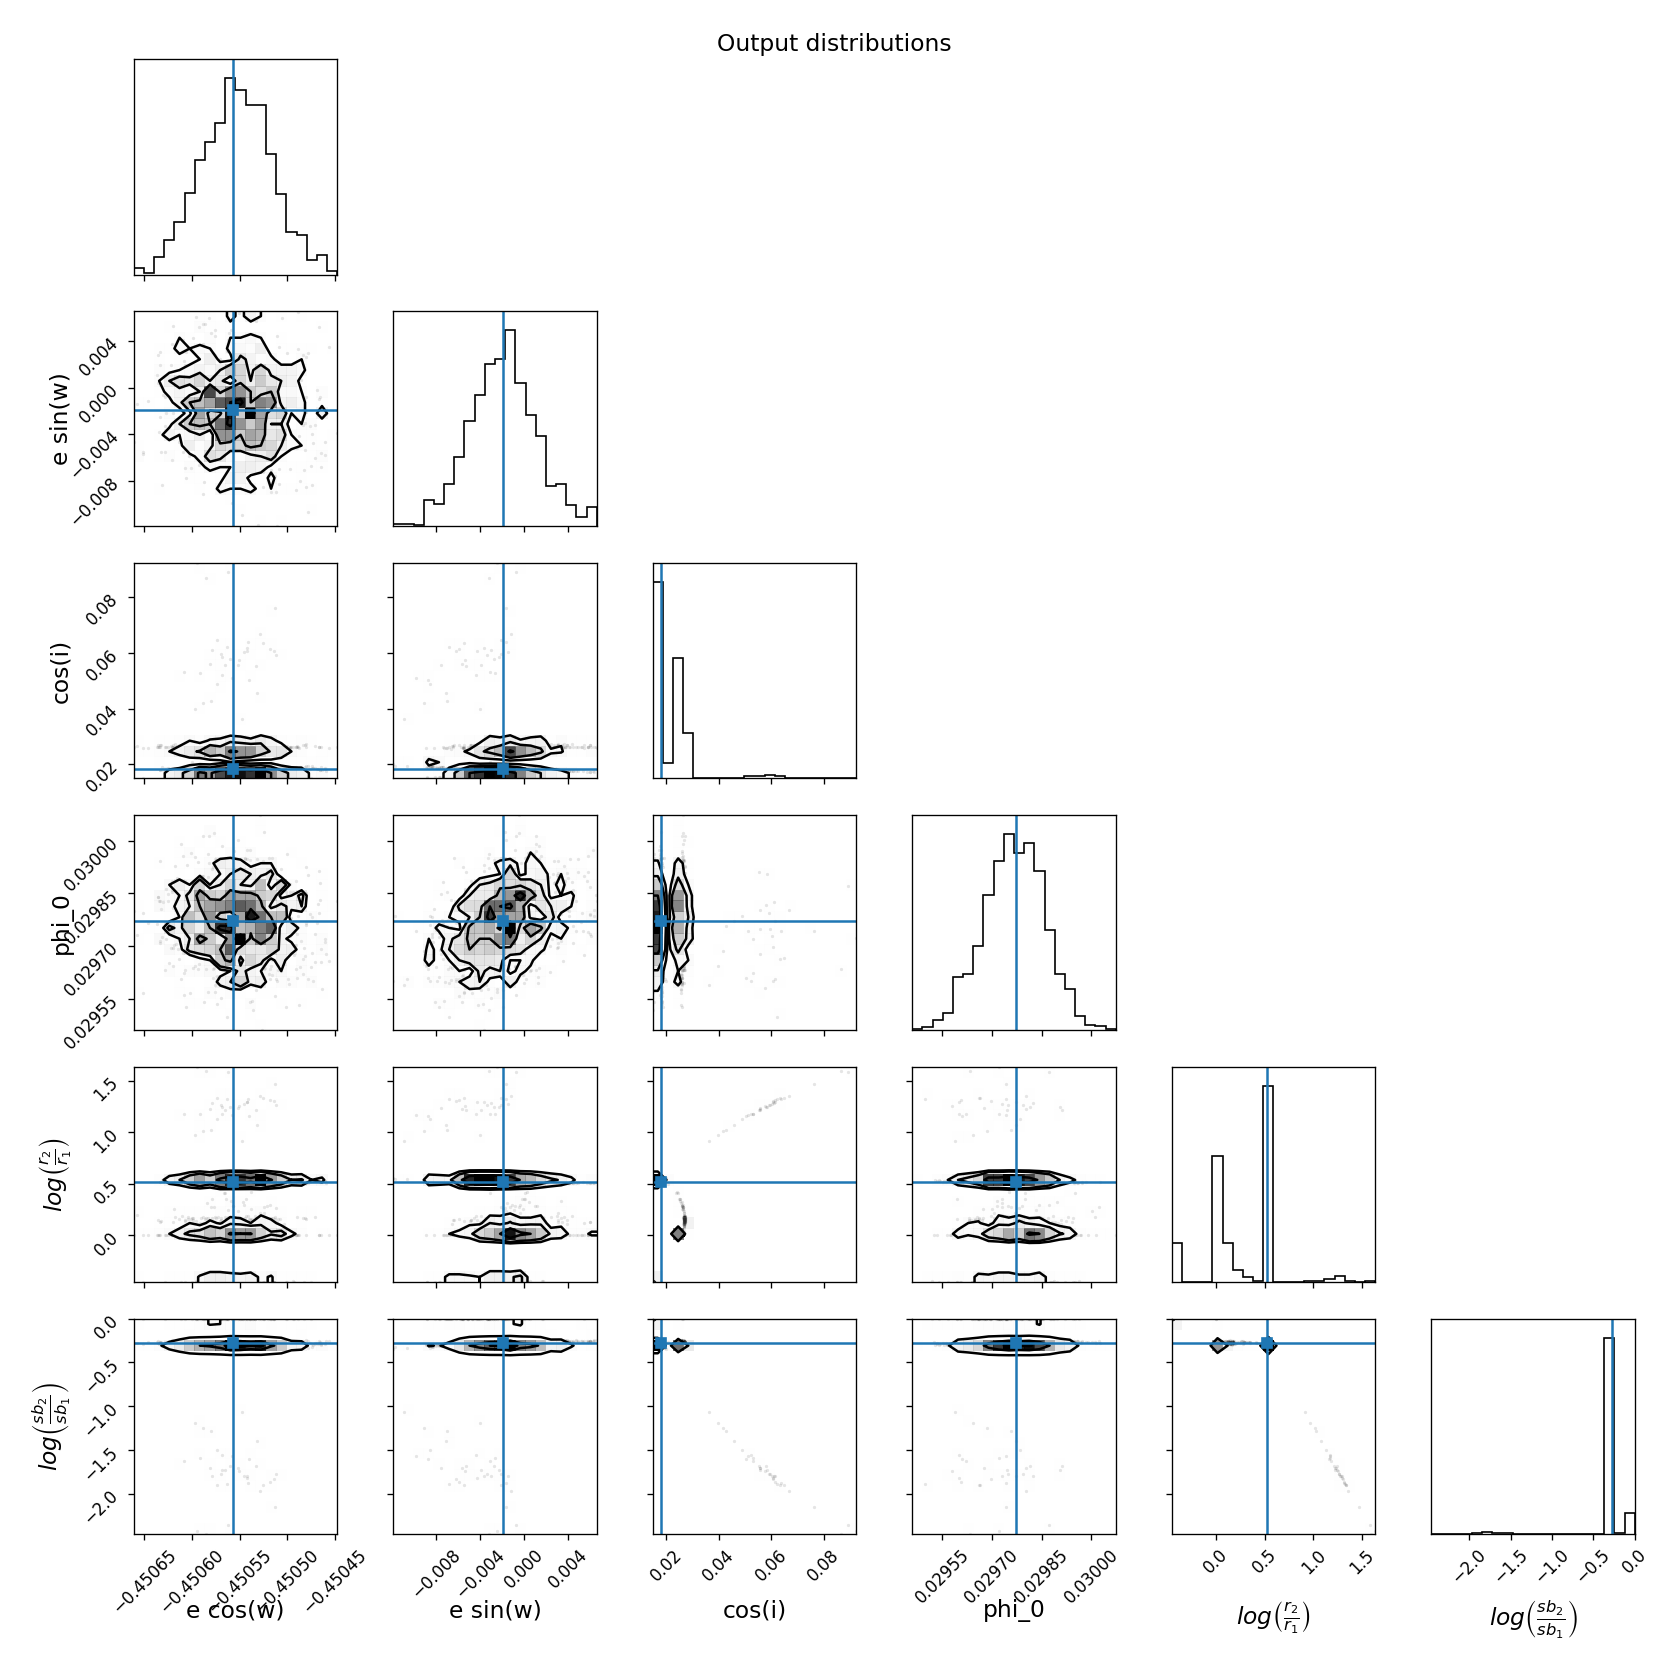 Output distributions
e sin(w)
0.004
0.000
−0.004
−0.008
cos(i)
0.08
0.06
0.04
0.02
phi_0
0.03000
0.02985
0.02970
0.02955
log(r2/r1)
1.5
1.0
0.5
0.0
log(sb2/sb1)
0.0
−0.5
−1.0
−1.5
−2.0
−0.45065 −0.45060 −0.45055 −0.45050 −0.45045
e cos(w)
−0.008 −0.004 0.000 0.004
e sin(w)
0.02 0.04 0.06 0.08
cos(i)
0.02955 0.02970 0.02985 0.03000
phi_0
0.0 0.5 1.0 1.5
log(r2/r1)
−2.0 −1.5 −1.0 −0.5 0.0
log(sb2/sb1)